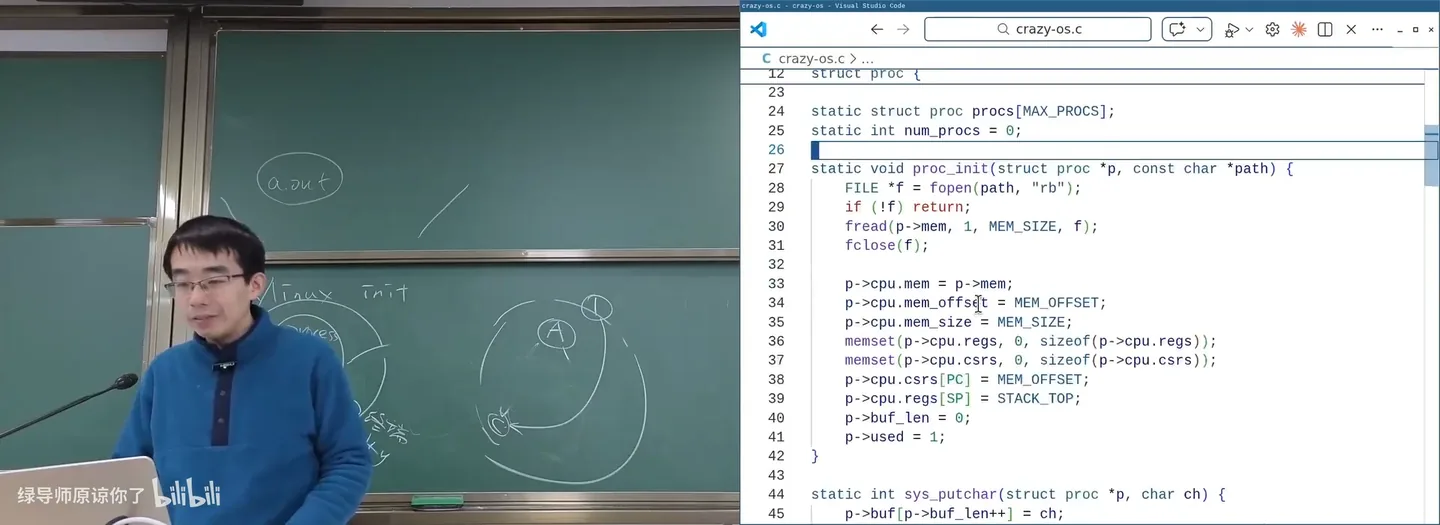 a.out
linux init
I
A
C
绿导师原谅你了 bilibili
crazy-os.c - crazy-os - Visual Studio Code
crazy-os.c
C crazy-os.c > ...
12 struct proc {
23
24 static struct proc procs[MAX_PROCS];
25 static int num_procs = 0;
26
27 static void proc_init(struct proc *p, const char *path) {
28 FILE *f = fopen(path, "rb");
29 if (!f) return;
30 fread(p->mem, 1, MEM_SIZE, f);
31 fclose(f);
32
33 p->cpu.mem = p->mem;
34 p->cpu.mem_offset = MEM_OFFSET;
35 p->cpu.mem_size = MEM_SIZE;
36 memset(p->cpu.regs, 0, sizeof(p->cpu.regs));
37 memset(p->cpu.csrs, 0, sizeof(p->cpu.csrs));
38 p->cpu.csrs[PC] = MEM_OFFSET;
39 p->cpu.regs[SP] = STACK_TOP;
40 p->buf_len = 0;
41 p->used = 1;
42 }
43
44 static int sys_putchar(struct proc *p, char ch) {
45 p->buf[p->buf_len++] = ch;